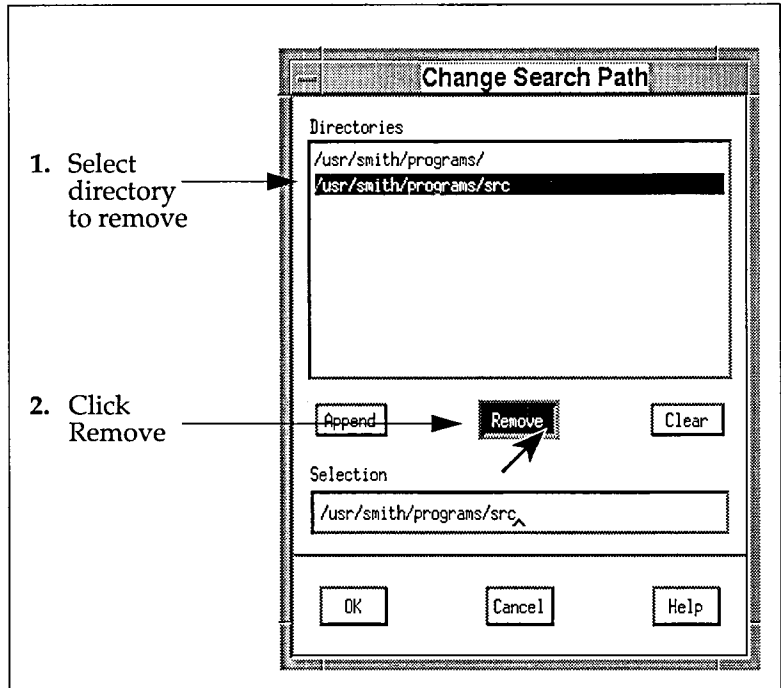 Change Search Path
Directories
/usr/smith/programs/
/usr/smith/programs/src
1. Select
directory
to remove
2. Click
Remove
Append
Remove
Clear
Selection
/usr/smith/programs/src
OK
Cancel
Help